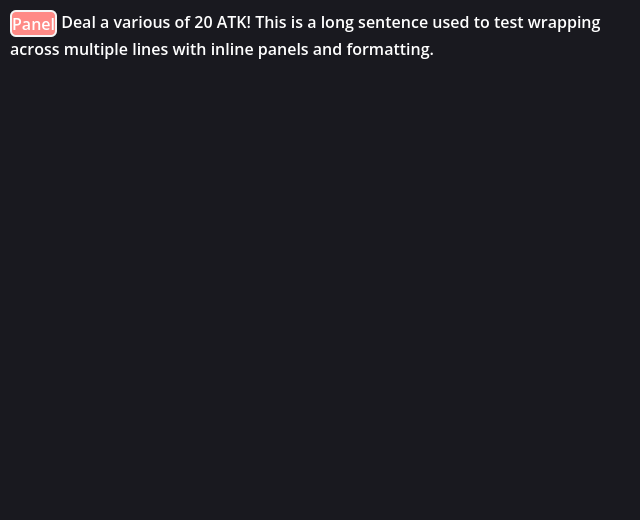 Panel Deal a various of 20 ATK! This is a long sentence used to test wrapping
across multiple lines with inline panels and formatting.